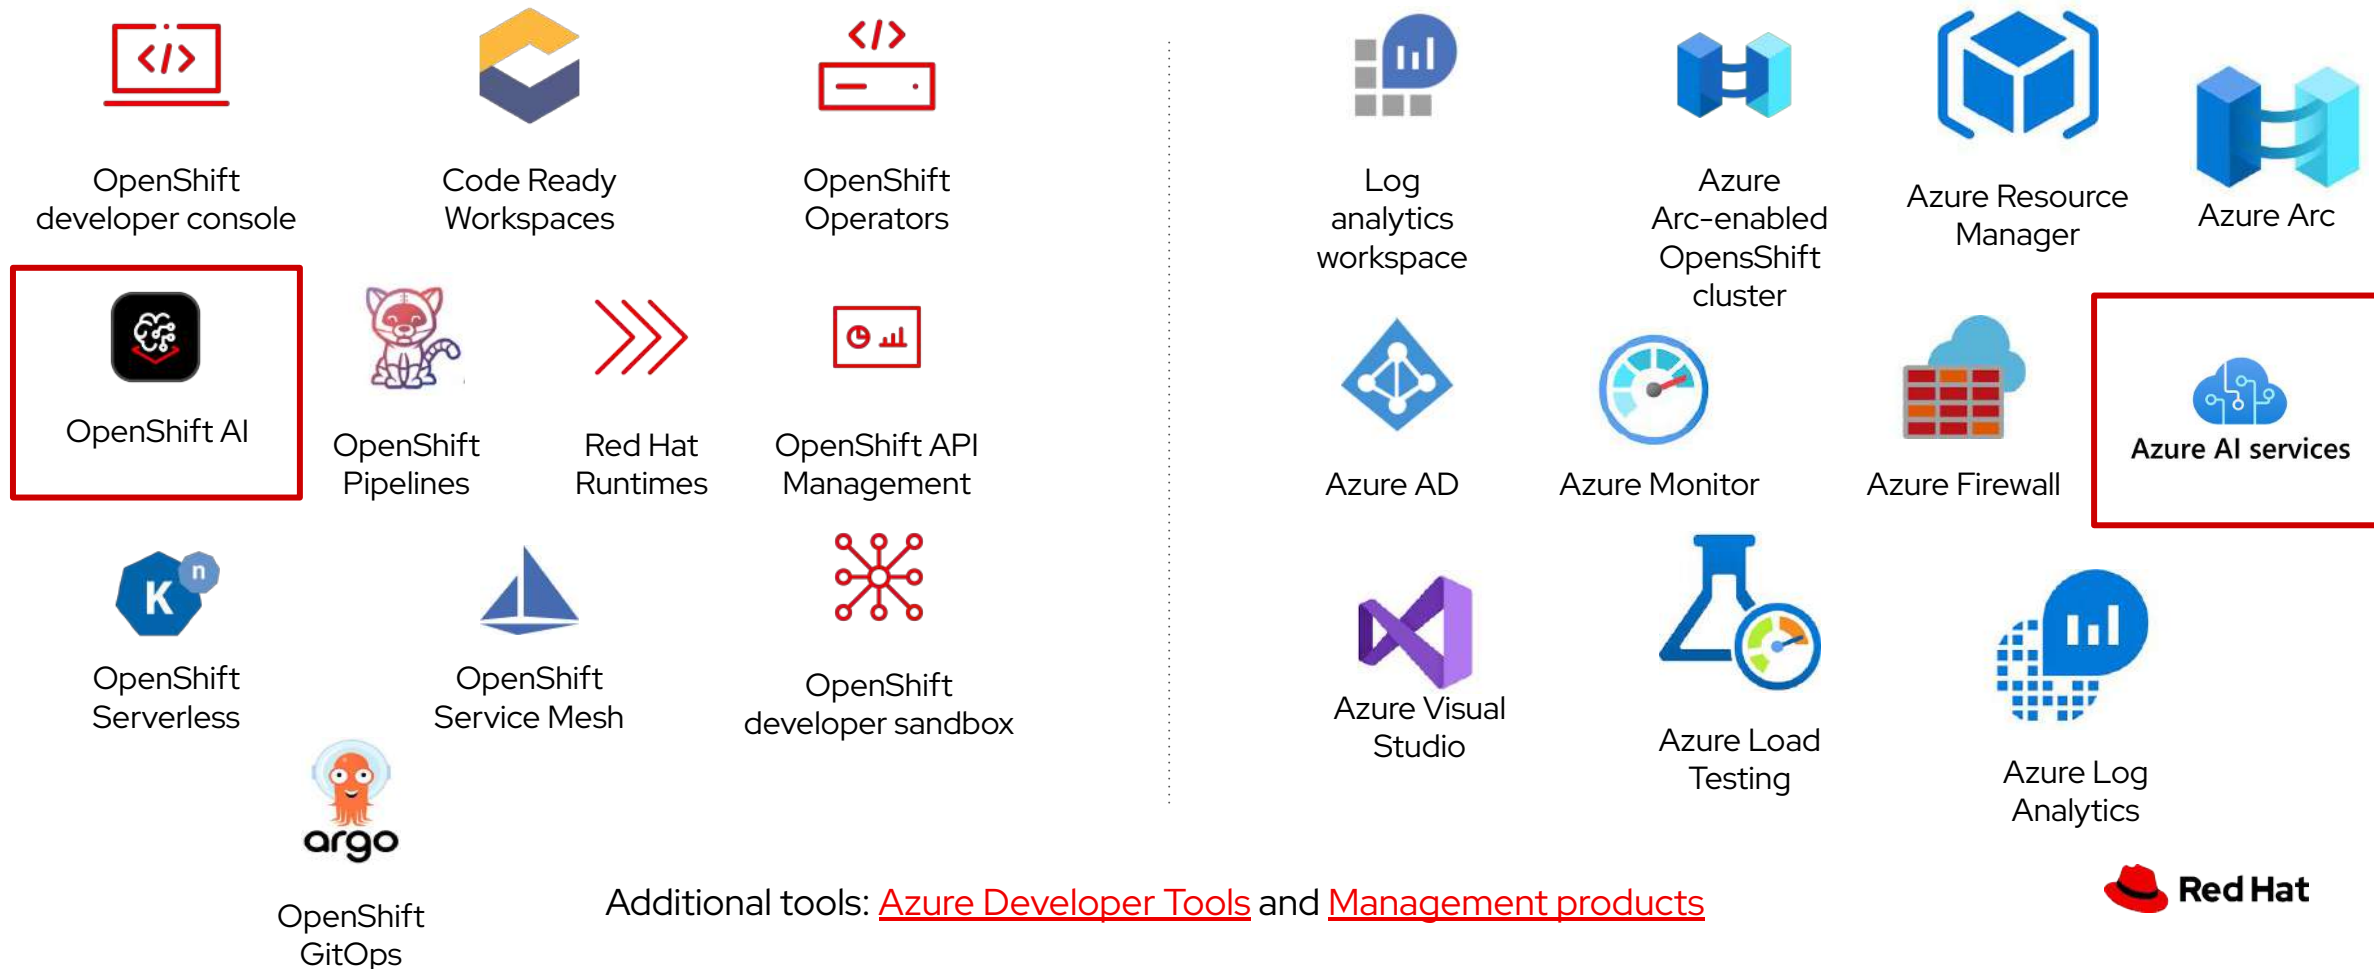 </>
OpenShift
developer console
Code Ready
Workspaces
</>
OpenShift
Operators
OpenShift AI
OpenShift
Pipelines
Red Hat
Runtimes
OpenShift API
Management
K
n
OpenShift
Serverless
OpenShift
Service Mesh
OpenShift
developer sandbox
argo
OpenShift
GitOps
Log
analytics
workspace
Azure
Arc-enabled
OpensShift
cluster
Azure Resource
Manager
Azure Arc
Azure AD
Azure Monitor
Azure Firewall
Azure AI services
Azure Visual
Studio
Azure Load
Testing
Azure Log
Analytics
Additional tools: Azure Developer Tools and Management products
Red Hat